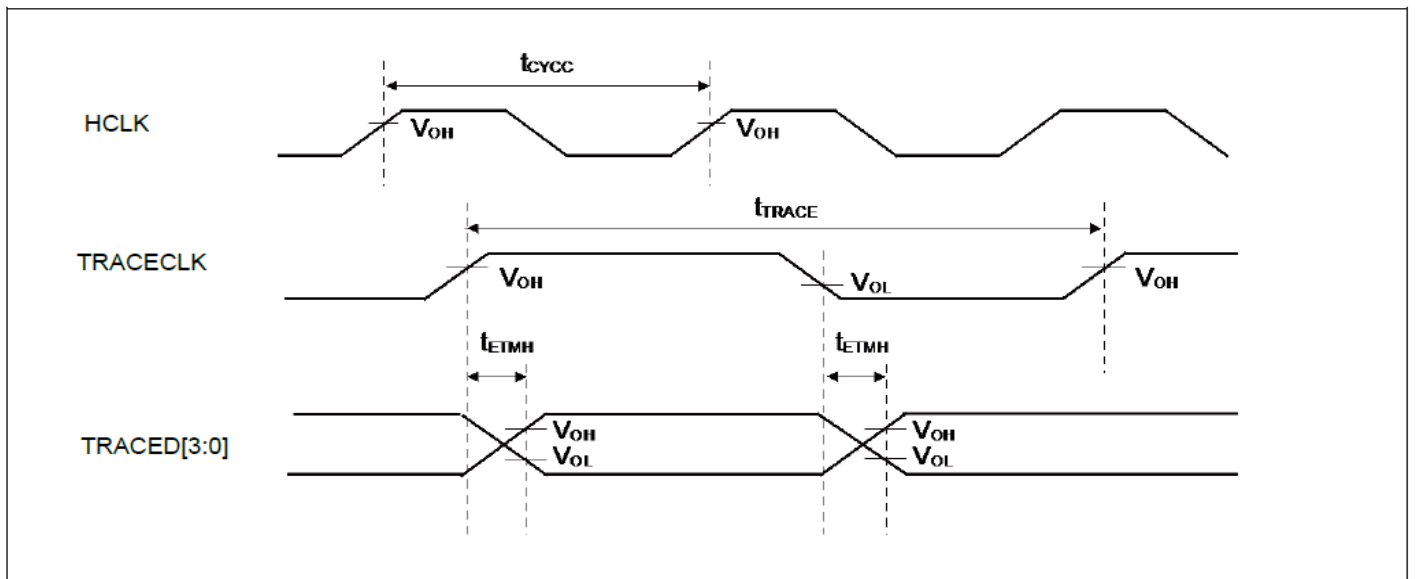 tCYCC
HCLK
VOH
VOH
tTRACE
TRACECLK
VOH
VOL
VOH
tETMH
tETMH
TRACED[3:0]
VOH
VOL
VOH
VOL